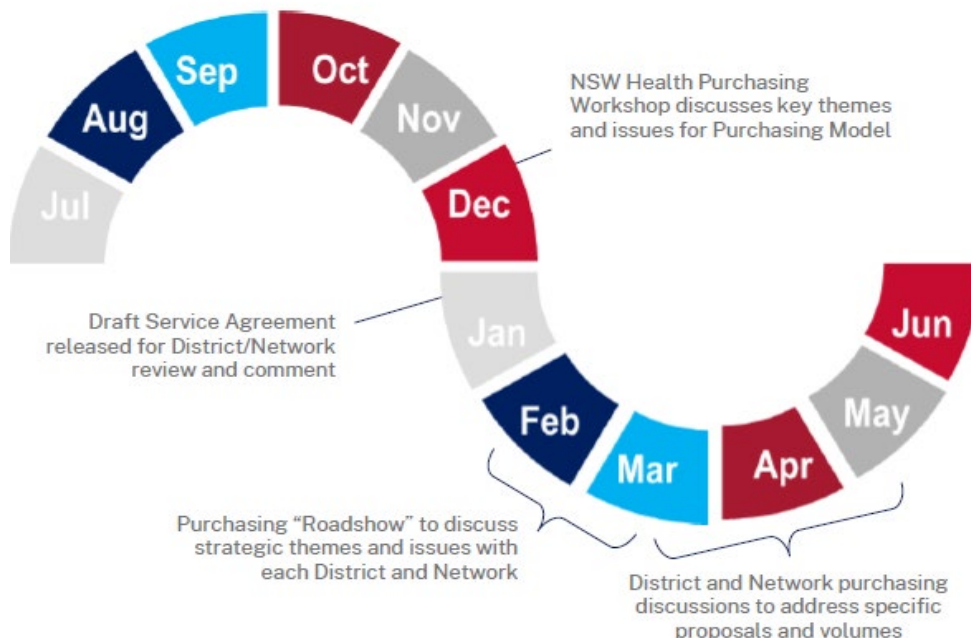 Jul
Aug
Sep
Oct
Nov
Dec
NSW Health Purchasing
Workshop discusses key themes
and issues for Purchasing Model
Jan
Draft Service Agreement
released for District/Network
review and comment
Feb
Mar
Apr
May
Jun
Purchasing “Roadshow” to discuss
strategic themes and issues with
each District and Network
District and Network purchasing
discussions to address specific
proposals and volumes